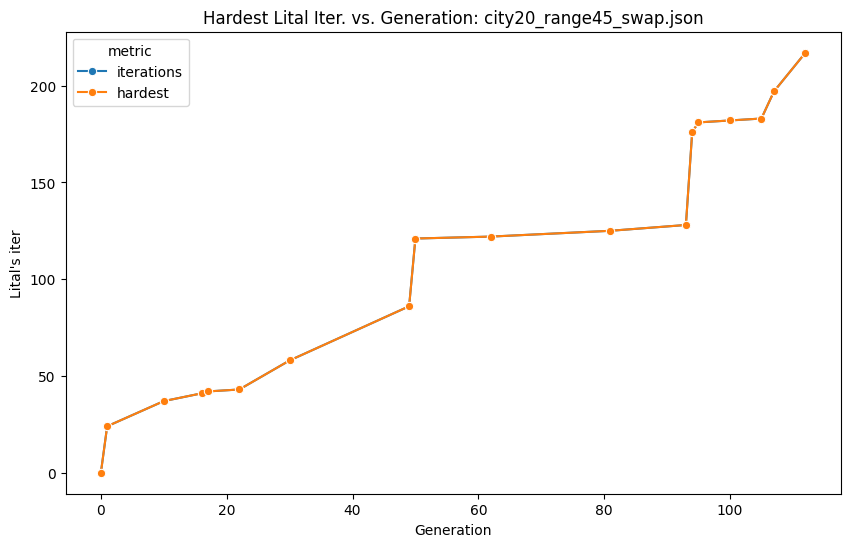 Hardest Lital Iter. vs. Generation: city20_range45_swap.json
metric
iterations
hardest
Lital's iter
200
150
100
50
0
0 20 40 60 80 100
Generation